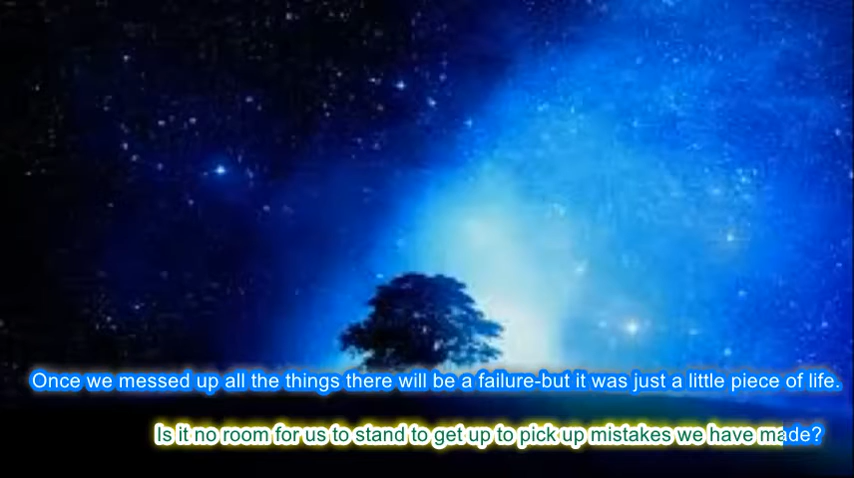 Once we messed up all the things there will be a failure-but it was just a little piece of life.
Is it no room for us to stand to get up to pick up mistakes we have made?